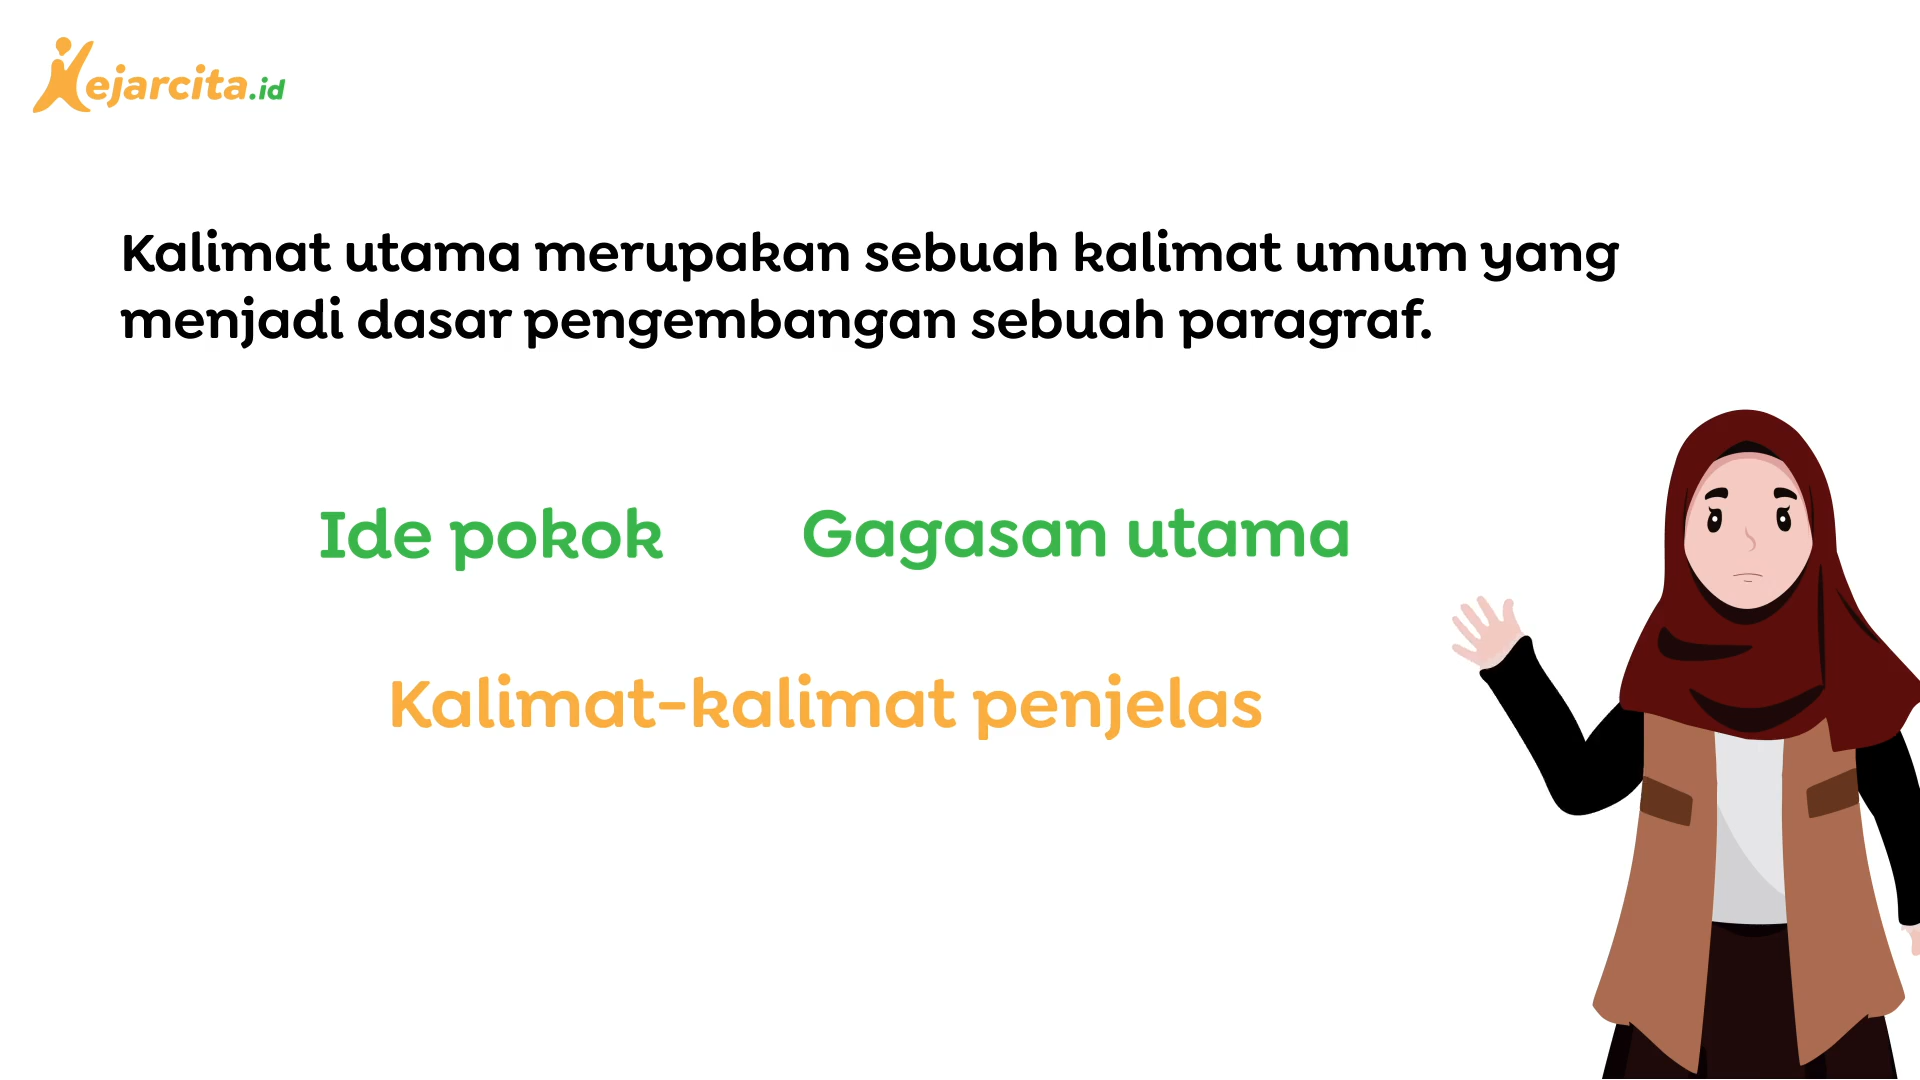 Kejarcita.id
Kalimat utama merupakan sebuah kalimat umum yang
menjadi dasar pengembangan sebuah paragraf.
Ide pokok
Gagasan utama
Kalimat-kalimat penjelas